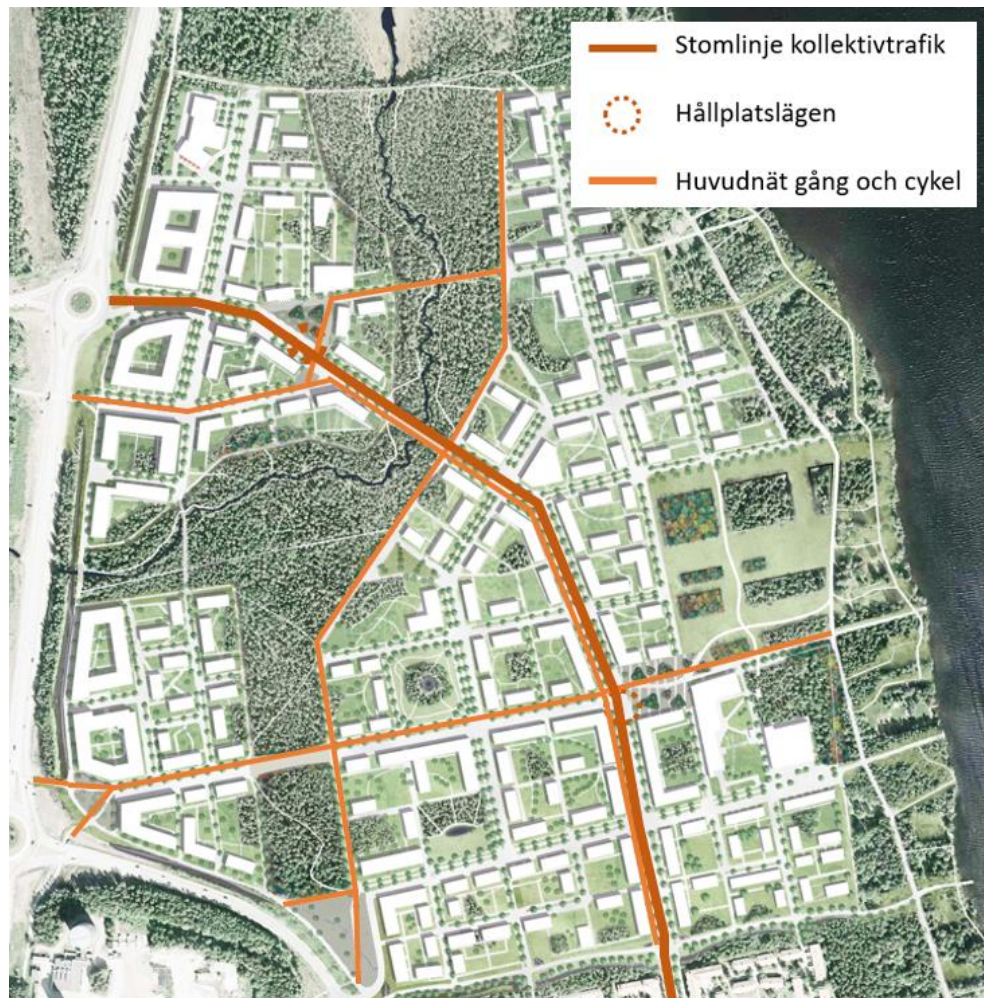 Stomlinje kollektivtrafik
Hållplatslägen
Huvudnät gång och cykel